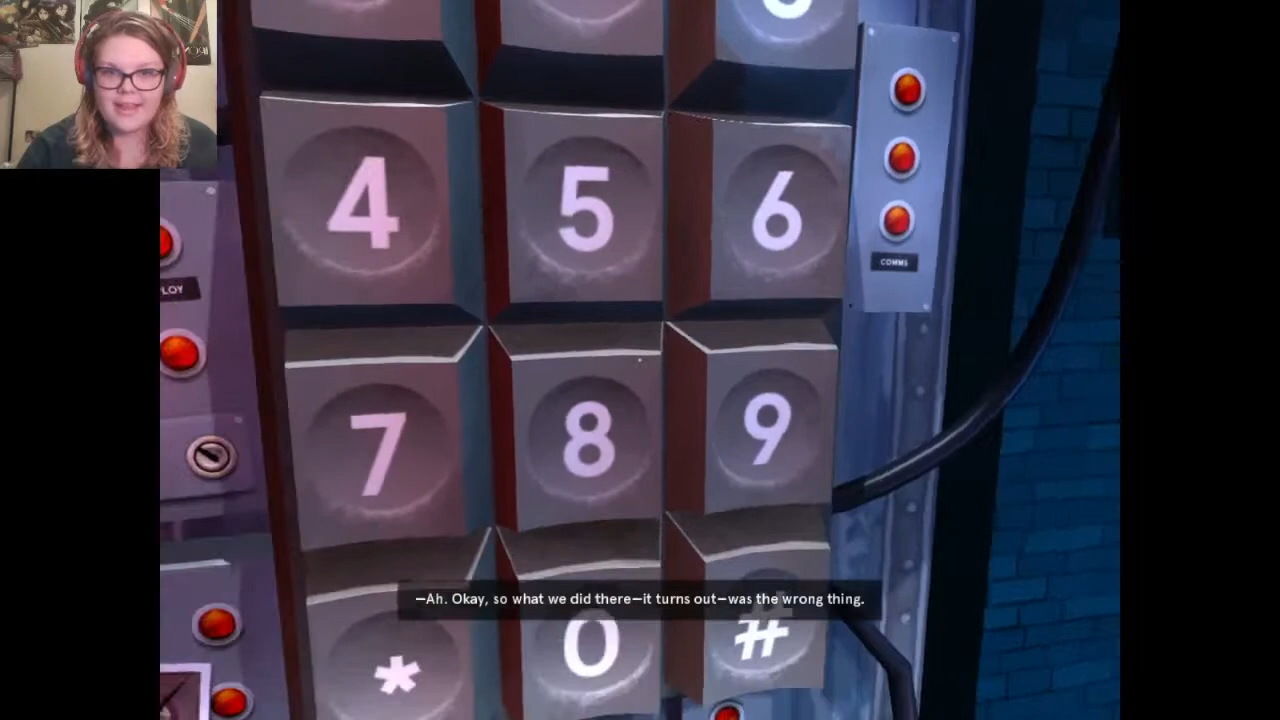 4 5 6
COMMS
PLOY
7 8 9
—Ah. Okay, so what we did there—it turns out—was the wrong thing.
* 0 #